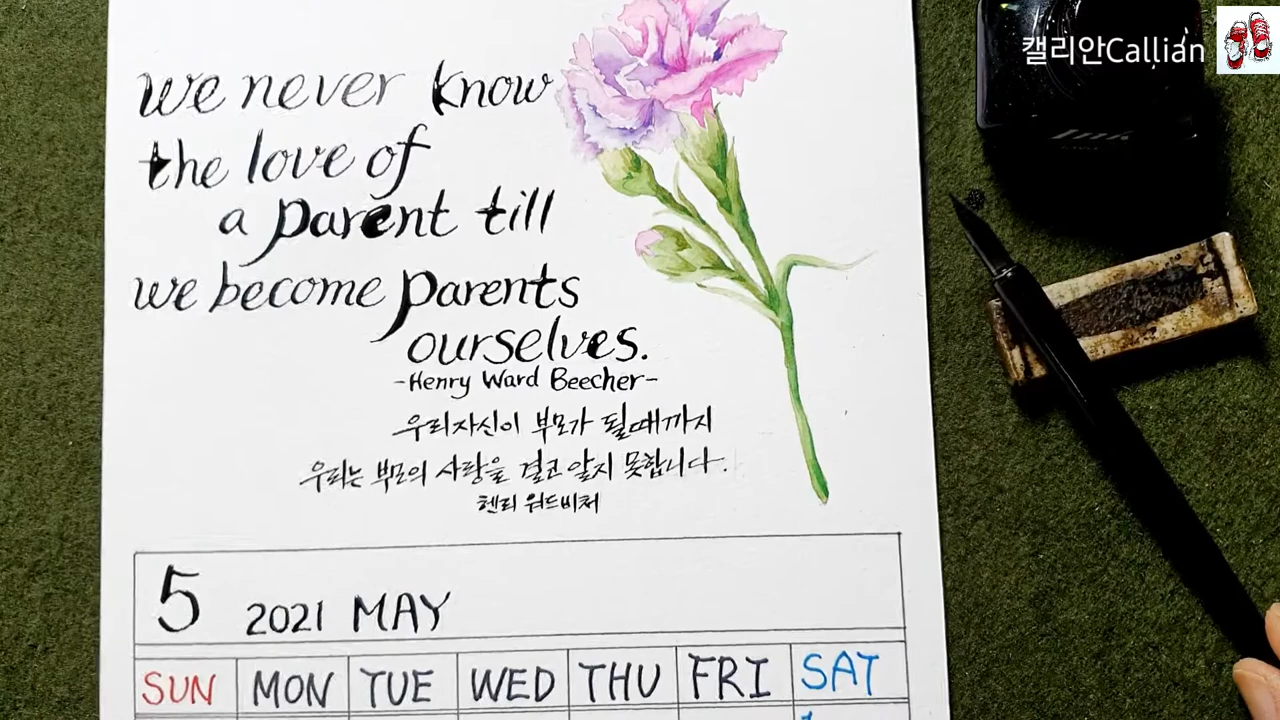 캘리안Callian
Ink
we never know
the love of
a parent till
we become parents
ourselves.
-Henry Ward Beecher-
우리자신이 부모가 될때까지
우리는 부모의 사랑을 결코 알지 못합니다.
헨리 워드비처
5 2021 MAY
SUN MON TUE WED THU FRI SAT